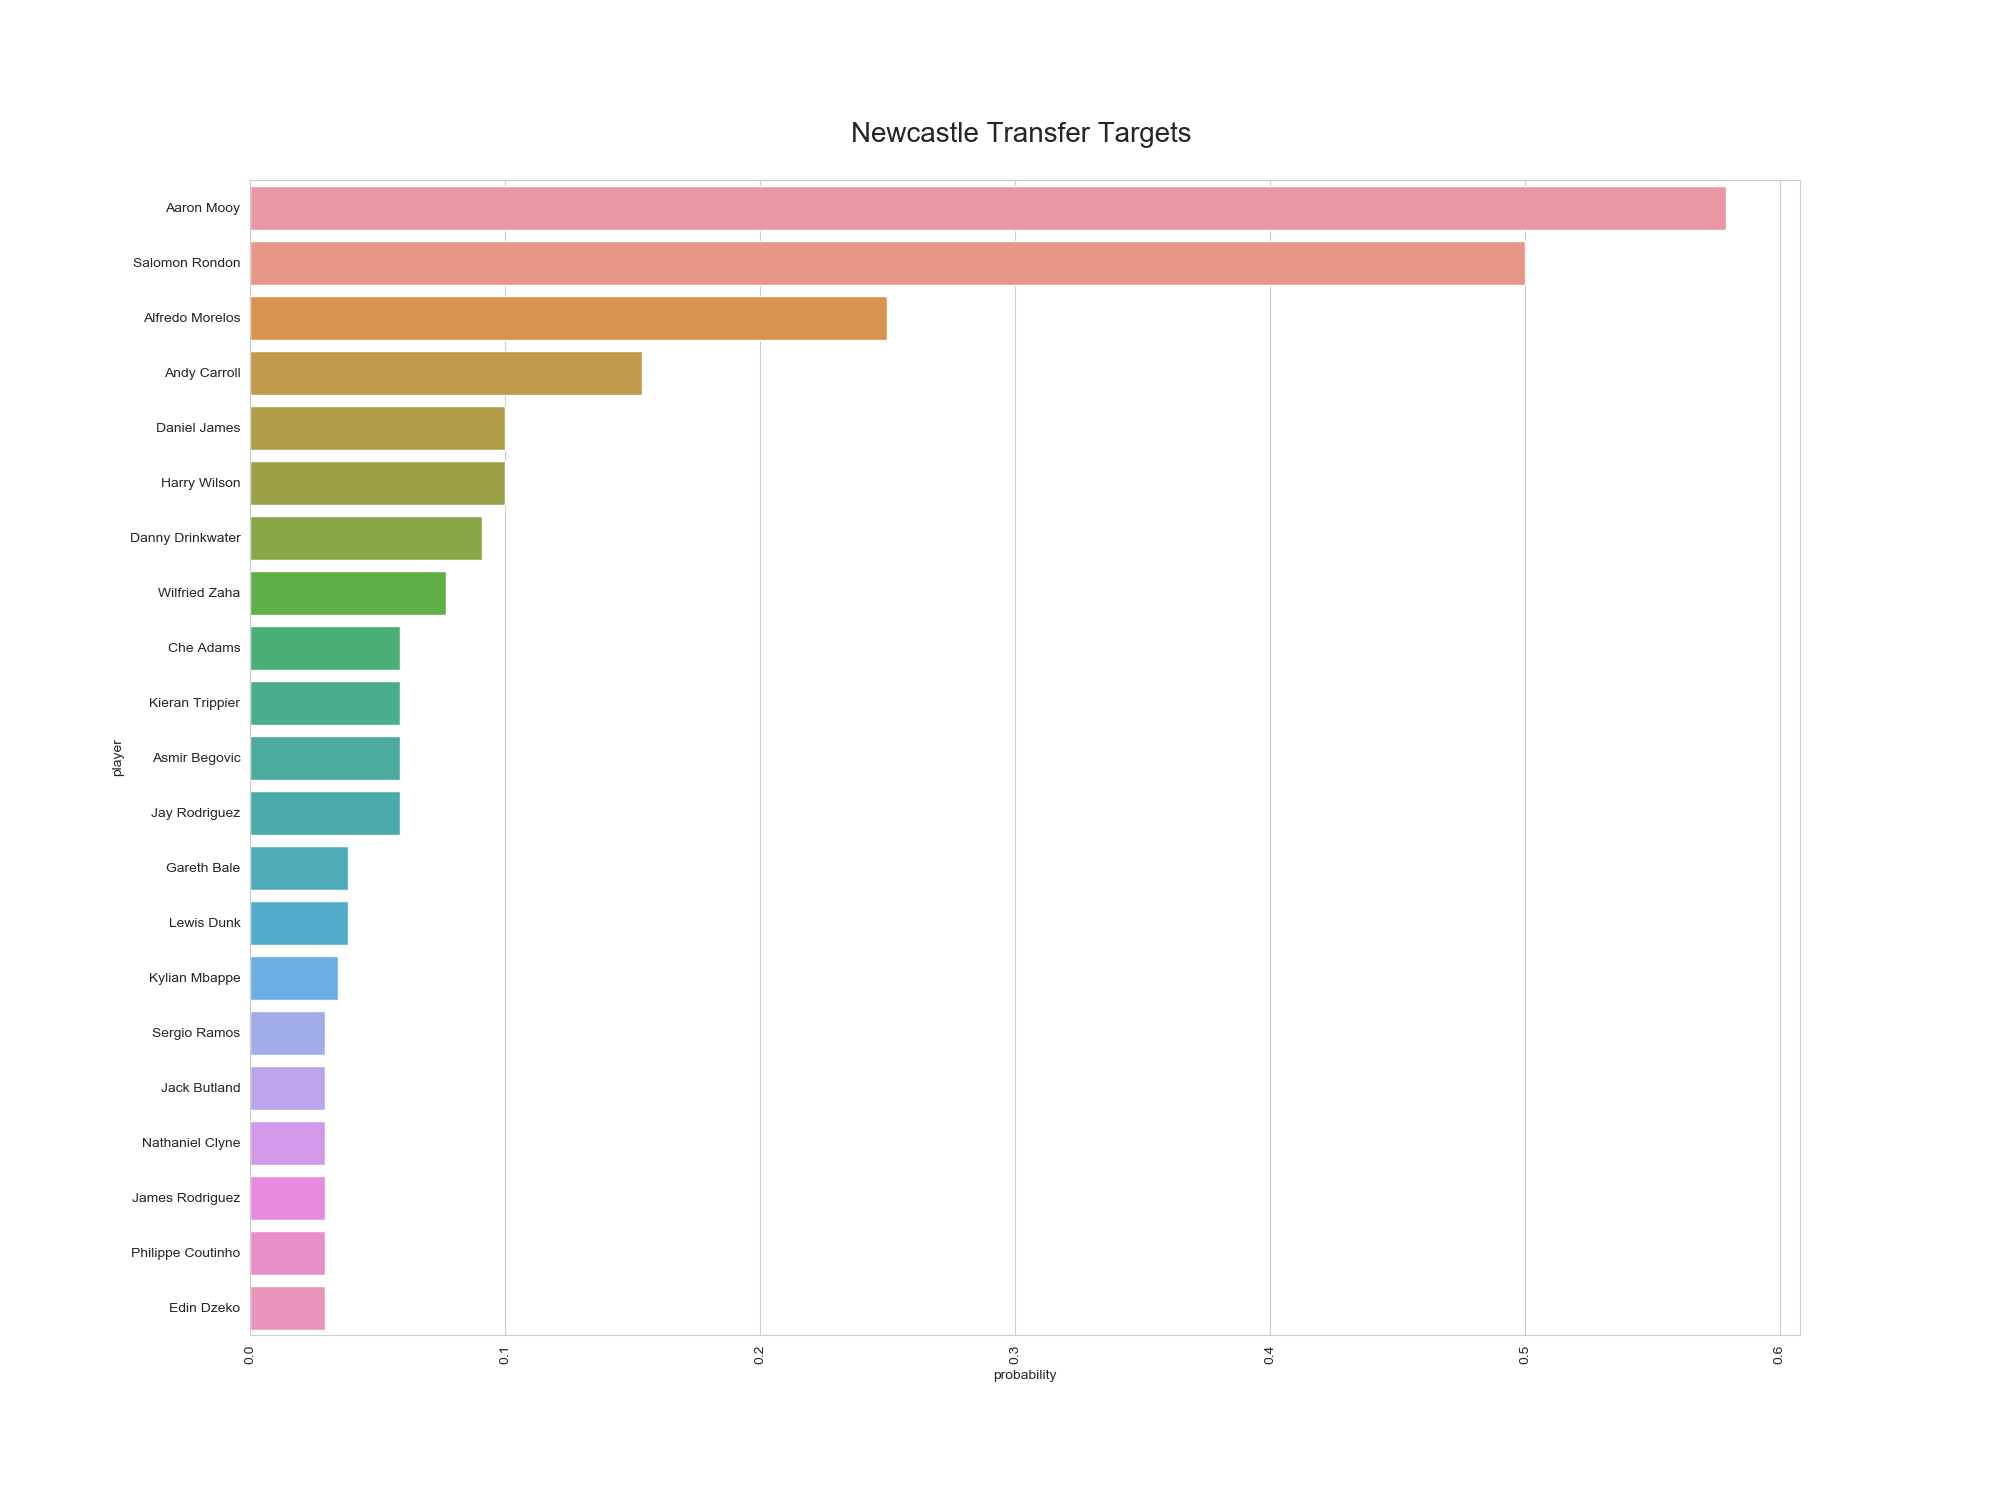 Newcastle Transfer Targets
Aaron Mooy
Salomon Rondon
Alfredo Morelos
Andy Carroll
Daniel James
Harry Wilson
Danny Drinkwater
Wilfried Zaha
Che Adams
Kieran Trippier
Asmir Begovic
Jay Rodriguez
Gareth Bale
Lewis Dunk
Kylian Mbappe
Sergio Ramos
Jack Butland
Nathaniel Clyne
James Rodriguez
Philippe Coutinho
Edin Dzeko
player
0.0 0.1 0.2 0.3 0.4 0.5 0.6
probability